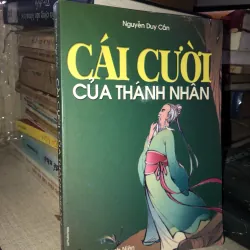 Nguyễn Duy Cần
CÁI CƯỜI
CỦA THÁNH NHÂN